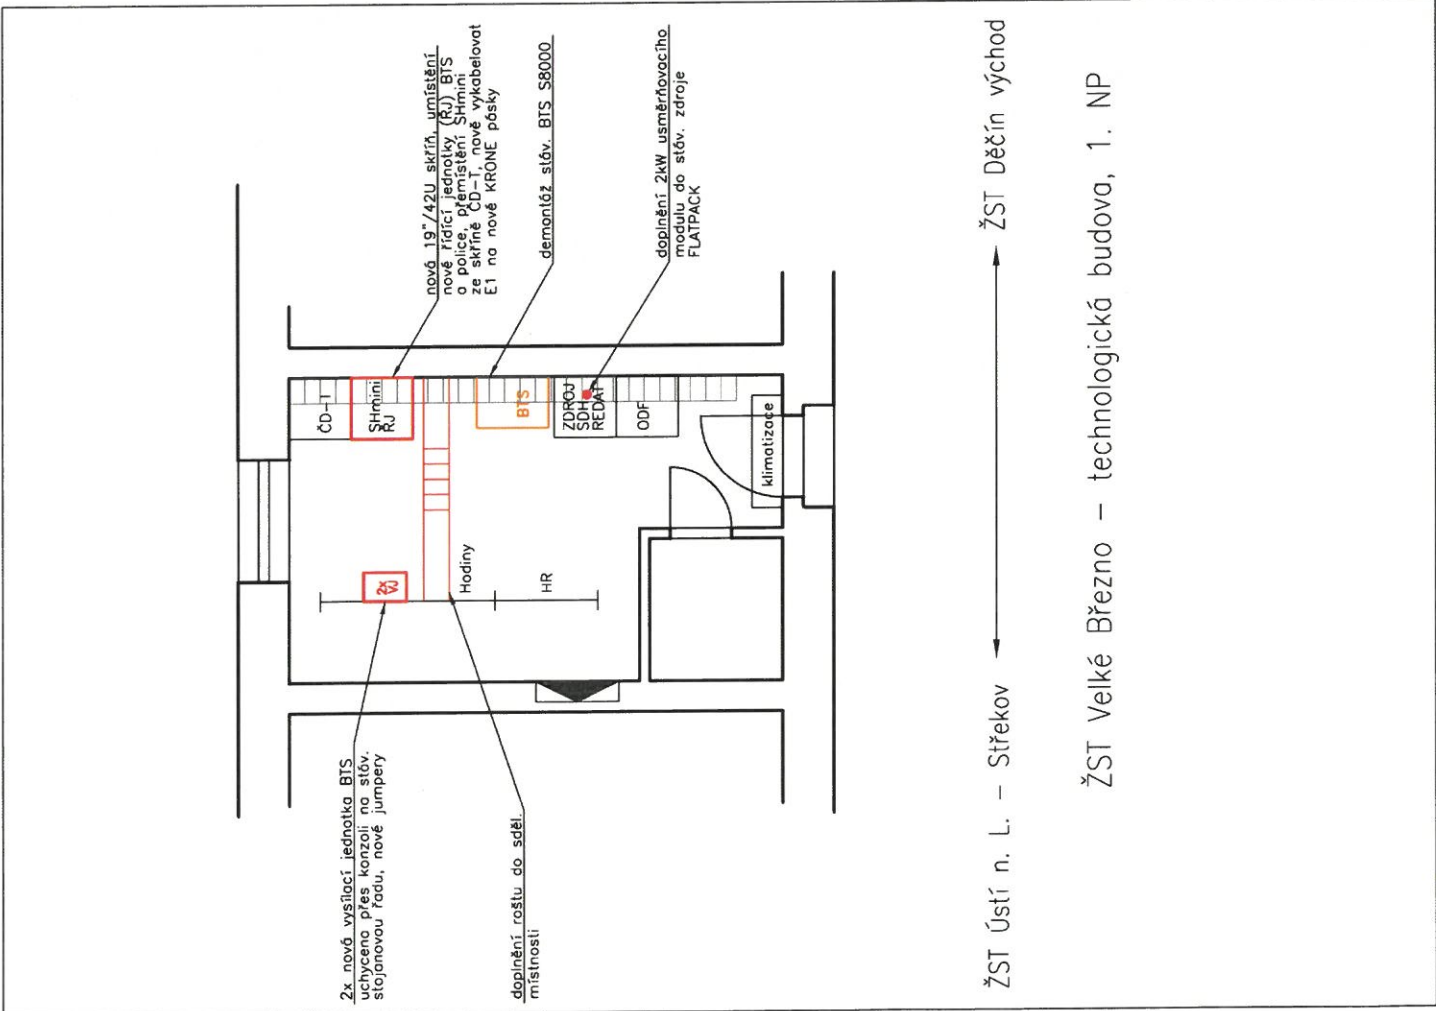 nová 19"/42U skříň, umístění
nové řídící jednotky (ŘJ) BTS
a police, přemístění SHmini
ze skříně ČD-T, nově vykabelovat
E1 na nové KRONE pásky
demontáž stáv. BTS S8000
doplnění 2kW usměrňovacího
modulu do stáv. zdroje
FLATPACK
ČD-T
SHmini
ŘJ
BTS
ZDROJ
SDH
REDAT
ODF
klimatizace
2x
VJ
Hodiny
HR
2x nová vysílací jednotka BTS
uchyceno přes konzoli na stáv.
stojanovou řadu, nové jumpery
doplnění roštu do sděl.
místnosti
ŽST Ústí n. L. - Střekov
ŽST Děčín východ
ŽST Velké Březno - technologická budova, 1. NP